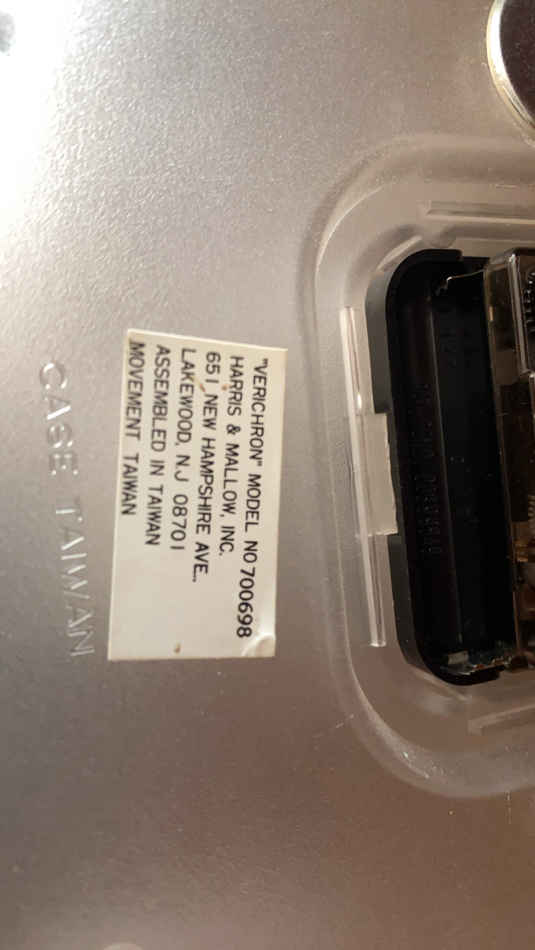 "VERICHRON" MODEL NO 700698
HARRIS & MALLOW, INC.
651 NEW HAMPSHIRE AVE..
LAKEWOOD, N.J 08701
ASSEMBLED IN TAIWAN
MOVEMENT TAIWAN
CASE TAIWAN